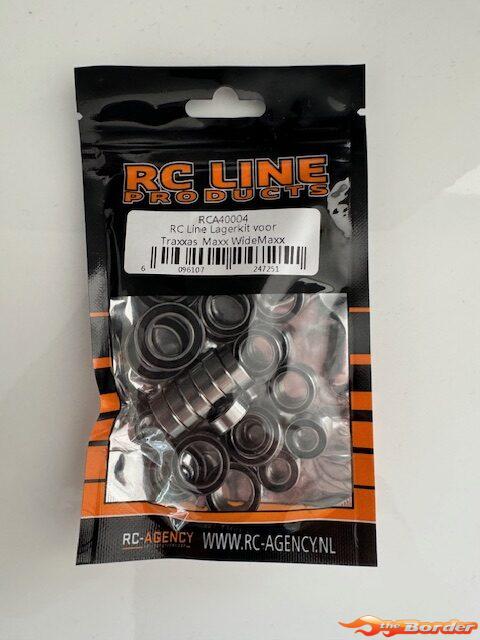 RC LINE
PRODUCTS
RCA40004
RC Line Lagerkit voor
Traxxas Maxx WideMaxx
6 096107 247251
RC-AGENCY WWW.RC-AGENCY.NL
the Border